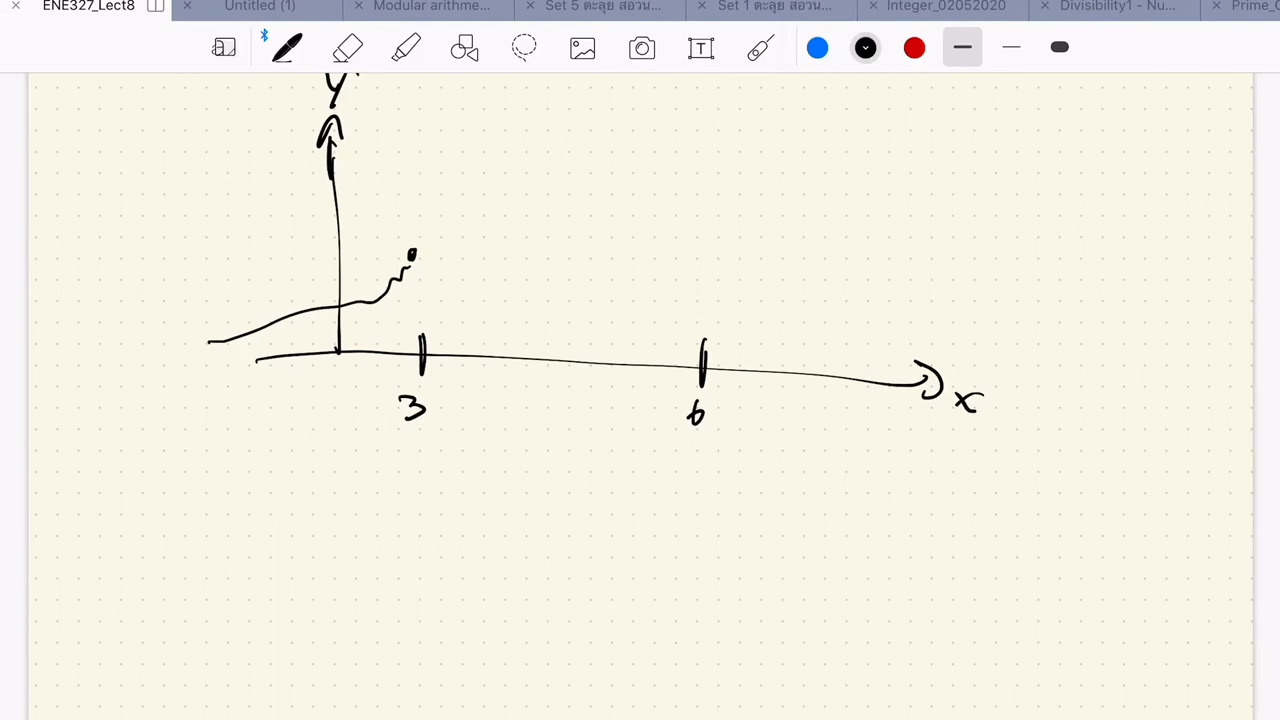 ENE327_Lect8
Untitled (1)
Modular arithme...
Set 5 ตะลุย สอวน...
Set 1 ตะลุย สอวน...
Integer_02052020
Divisibility1 - Nu...
Prime_
T
y
3
6
x